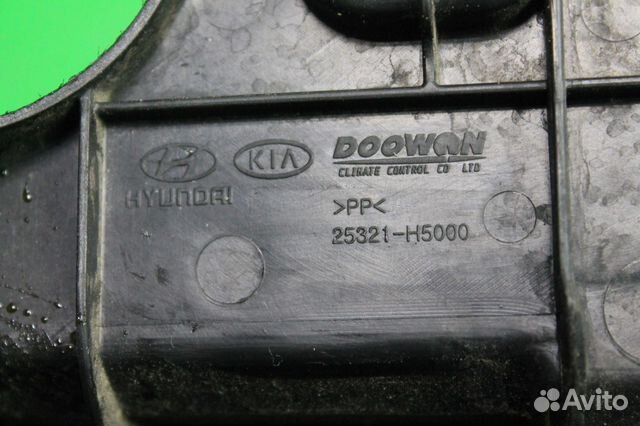 HYUNDAI
KIA
DOOWON
CLIMATE CONTROL CO LTD
>PP<
25321-H5000
Avito